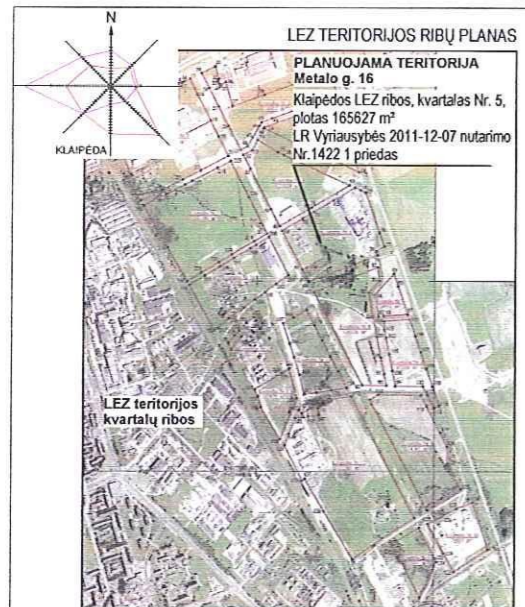 LEZ TERITORIJOS RIBŲ PLANAS
N
KLAIPĖDA
PLANUOJAMA TERITORIJA
Metalo g. 16
Klaipėdos LEZ ribos, kvartalas Nr. 5,
plotas 165627 m²
LR Vyriausybės 2011-12-07 nutarimo
Nr.1422 1 priedas
LEZ teritorijos
kvartalų ribos